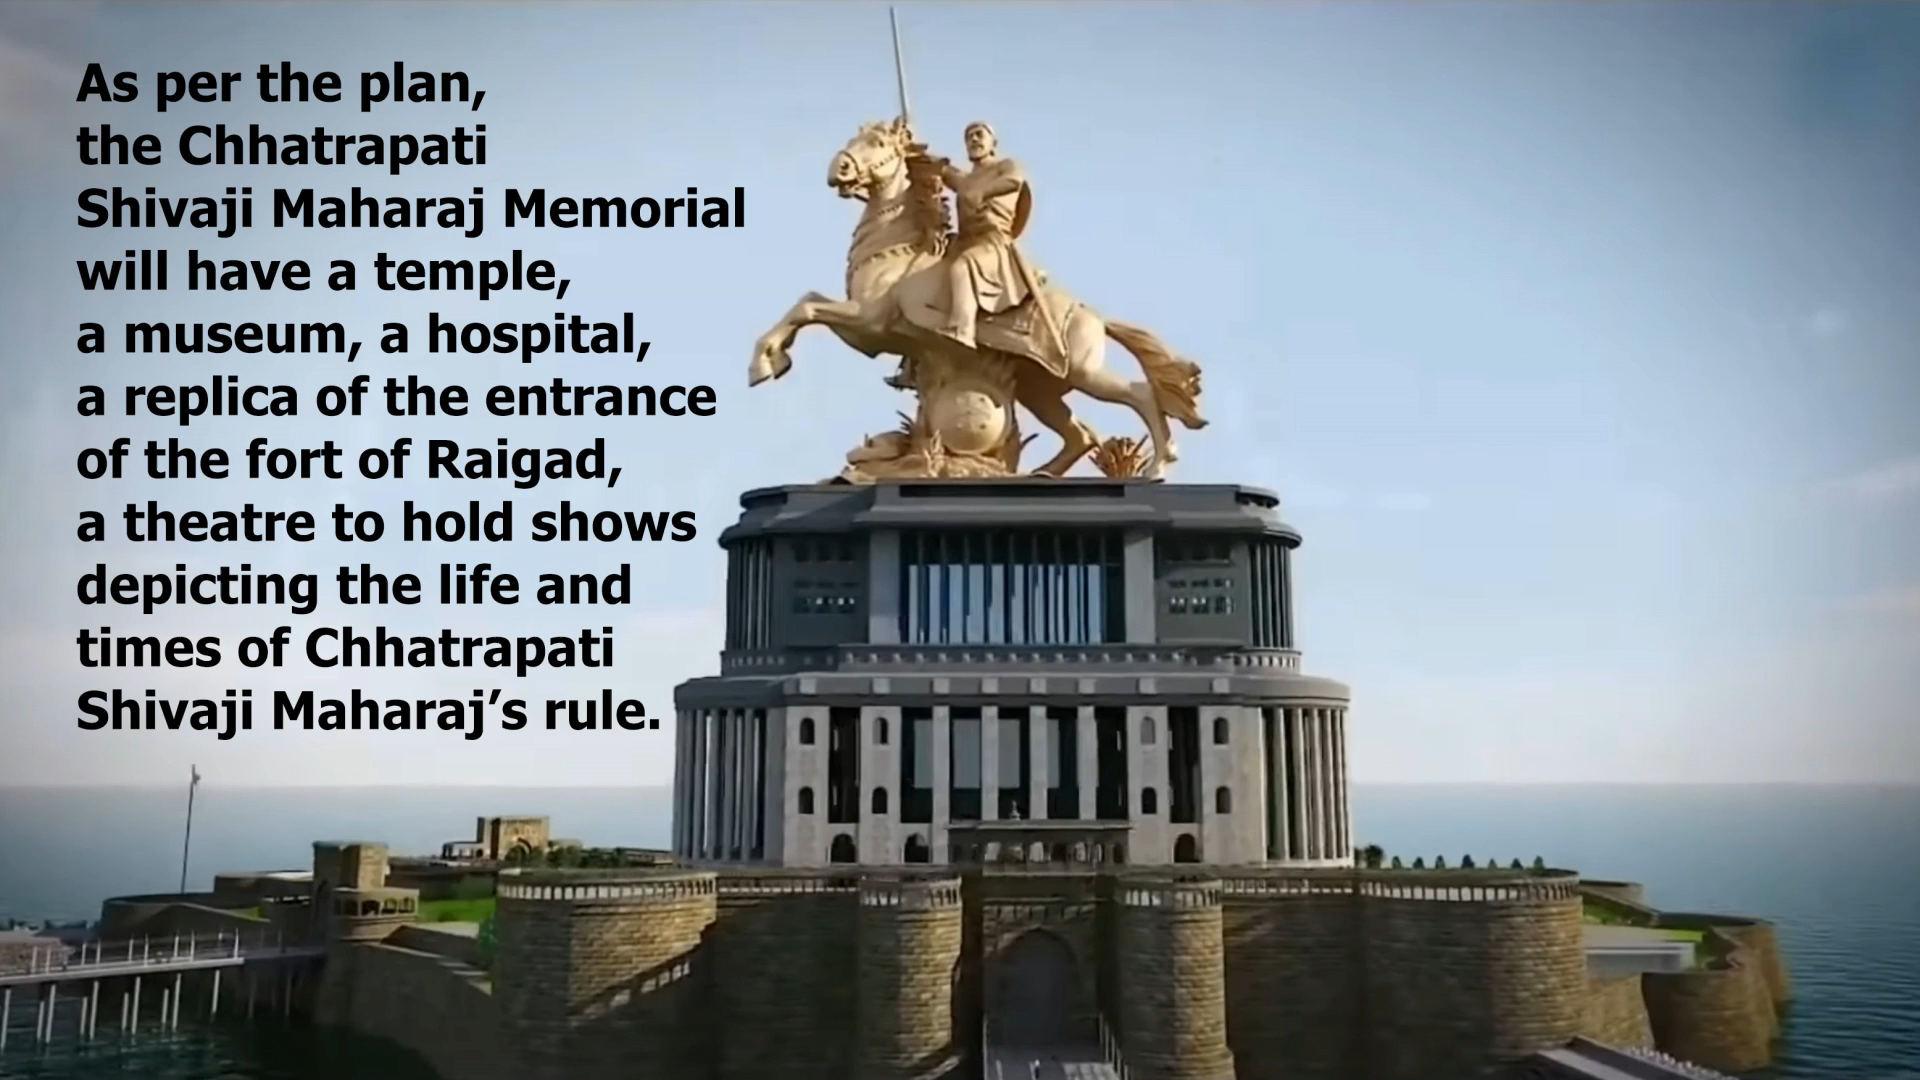 As per the plan,
the Chhatrapati
Shivaji Maharaj Memorial
will have a temple,
a museum, a hospital,
a replica of the entrance
of the fort of Raigad,
a theatre to hold shows
depicting the life and
times of Chhatrapati
Shivaji Maharaj’s rule.